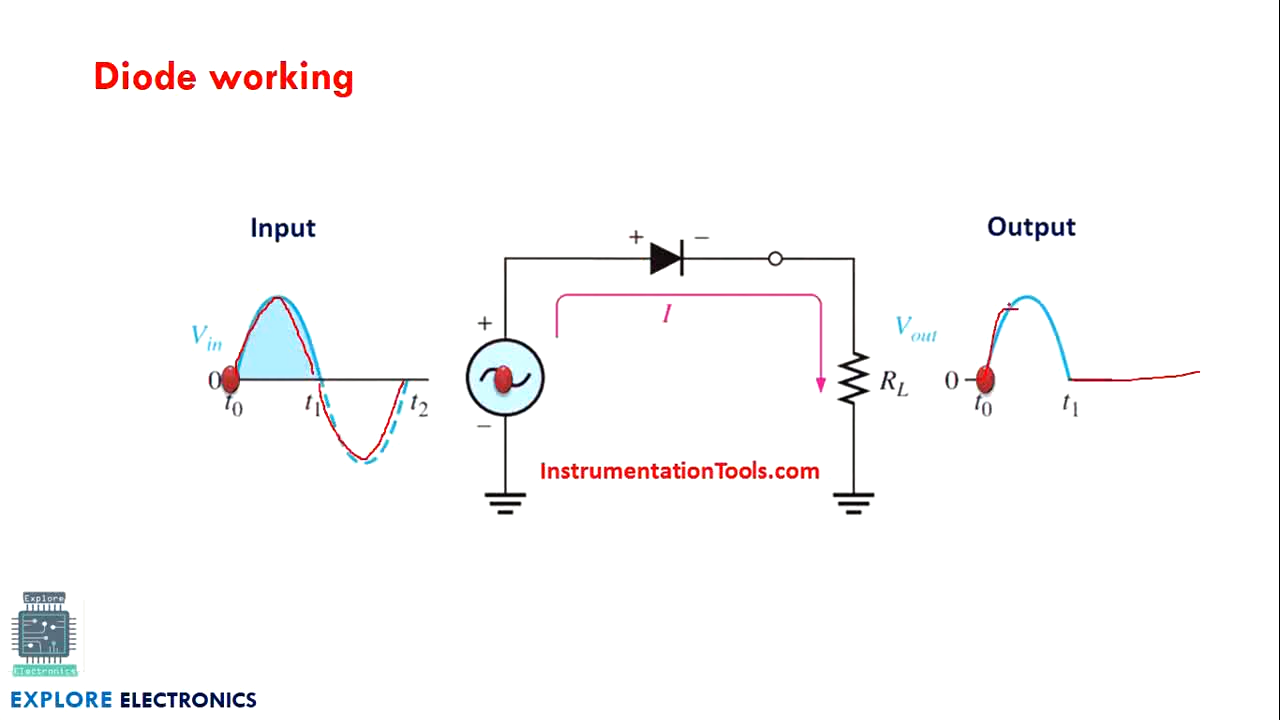 Diode working
Input
Output
+
−
I
+
−
V_in
0
t_0
t_1
t_2
R_L
V_out
0
t_0
t_1
InstrumentationTools.com
Explore
Electronics
EXPLORE ELECTRONICS